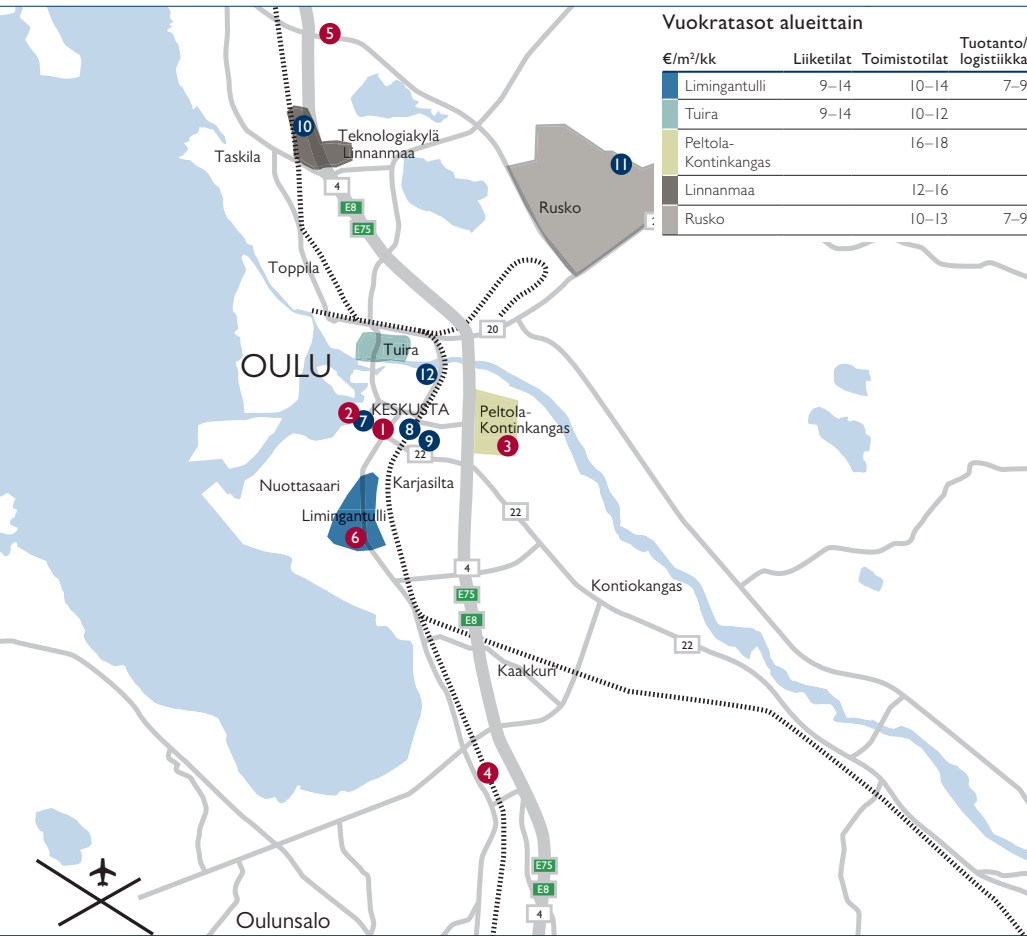 Vuokratasot alueittain
€/m²/kk Liiketilat Toimistotilat Tuotanto/
logistiikka
Limingantulli 9–14 10–14 7–9
Tuira 9–14 10–12
Peltola- 16–18
Kontinkangas
Linnanmaa 12–16
Rusko 10–13 7–9
5
10
Teknologiakylä
Linnanmaa
Taskila
4
E8
E75
11
Rusko
Toppila
20
OULU
Tuira
12
2
7
KESKUSTA
1
8
9
22
Peltola-
Kontinkangas
3
Nuottasaari
Karjasilta
Limingantulli
6
22
4
E75
E8
Kontiokangas
22
Kaakkuri
4
E75
E8
4
Oulunsalo